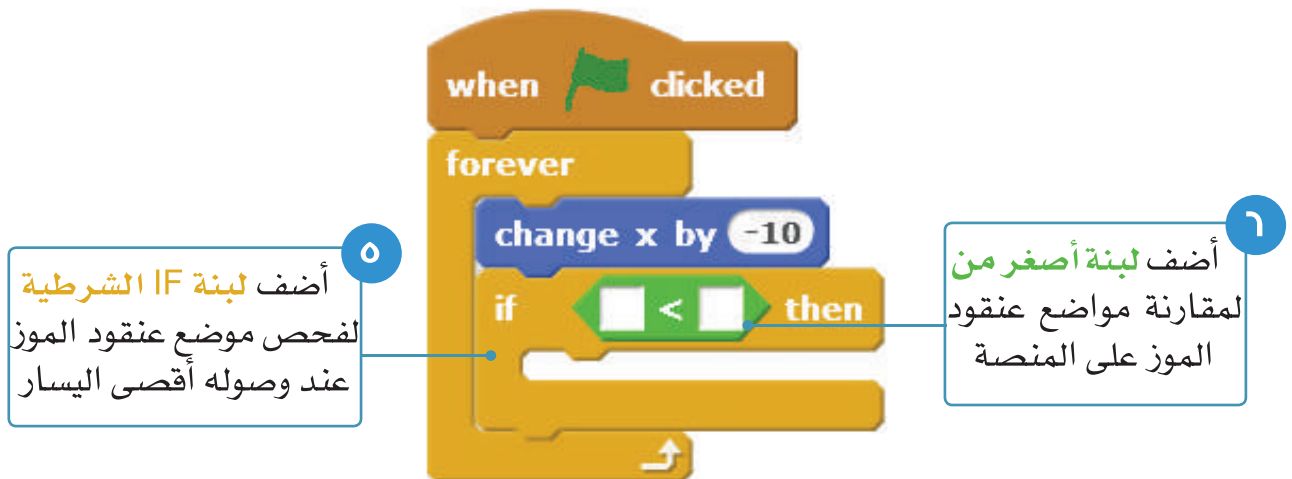 when clicked
forever
change x by -10
if < then
٥
أضف لبنة IF الشرطية
لفحص موضع عنقود الموز
عند وصوله أقصى اليسار
٦
أضف لبنة أصغر من
لمقارنة مواضع عنقود
الموز على المنصة